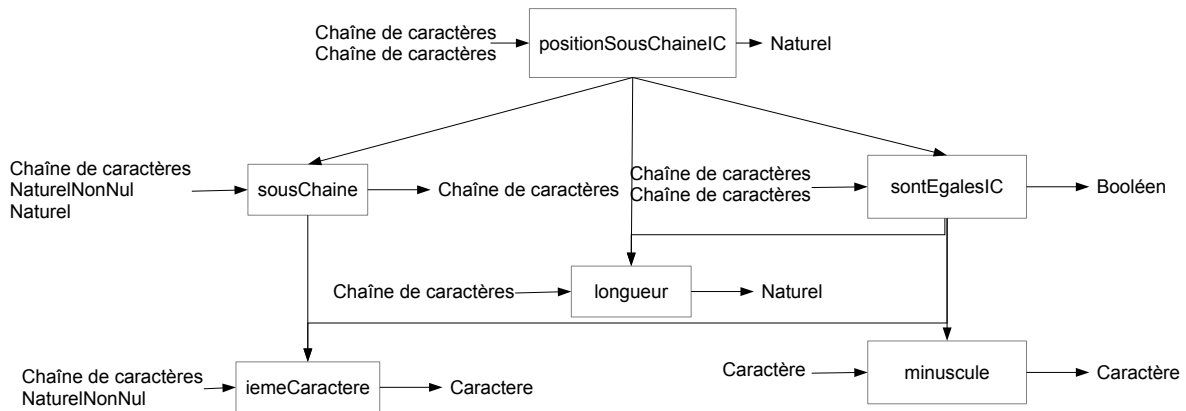 Chaîne de caractères
Chaîne de caractères
positionSousChaineIC
Naturel
Chaîne de caractères
NaturelNonNul
Naturel
sousChaine
Chaîne de caractères
Chaîne de caractères
Chaîne de caractères
sontEgalesIC
Booléen
Chaîne de caractères
longueur
Naturel
Chaîne de caractères
NaturelNonNul
iemeCaractere
Caractere
Caractère
minuscule
Caractère